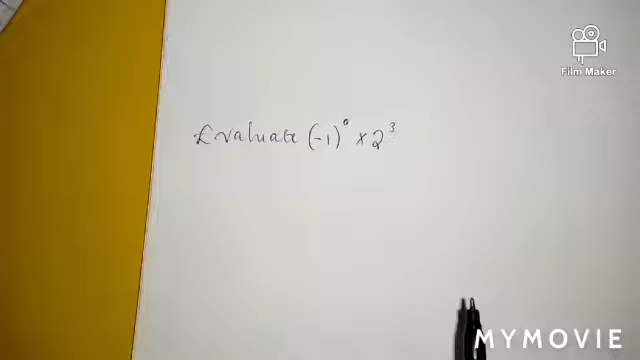 Film Maker
Evaluate (-1)⁰ × 2³
MYMOVIE